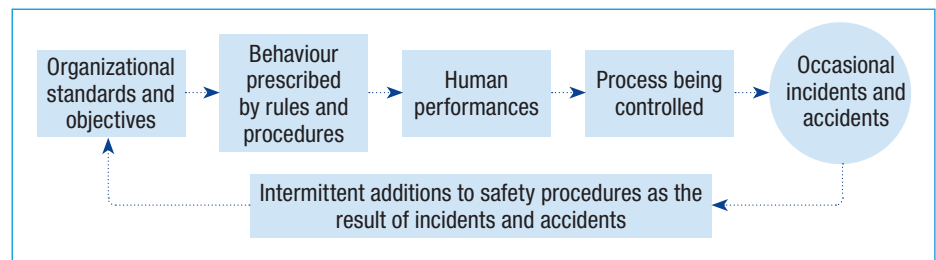 Organizational
standards and
objectives
Behaviour
prescribed
by rules and
procedures
Human
performances
Process being
controlled
Occasional
incidents and
accidents
Intermittent additions to safety procedures as the
result of incidents and accidents